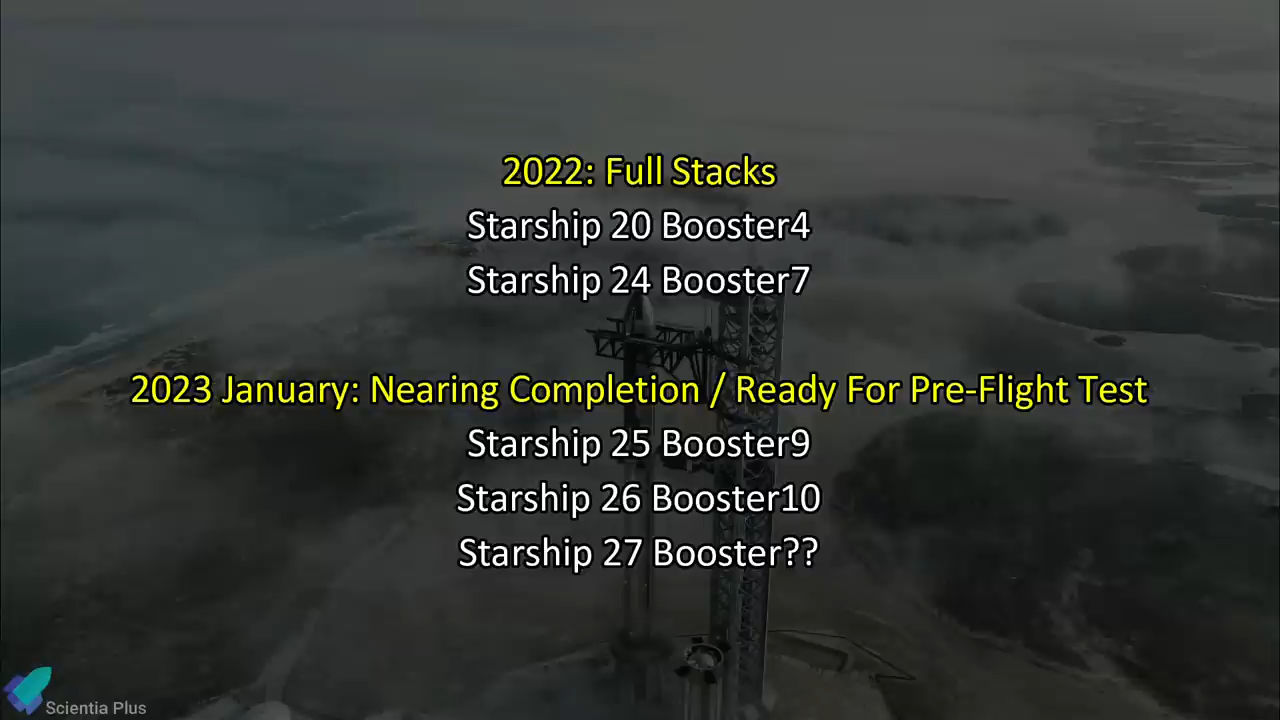 2022: Full Stacks
Starship 20 Booster4
Starship 24 Booster7
2023 January: Nearing Completion / Ready For Pre-Flight Test
Starship 25 Booster9
Starship 26 Booster10
Starship 27 Booster??
Scientia Plus